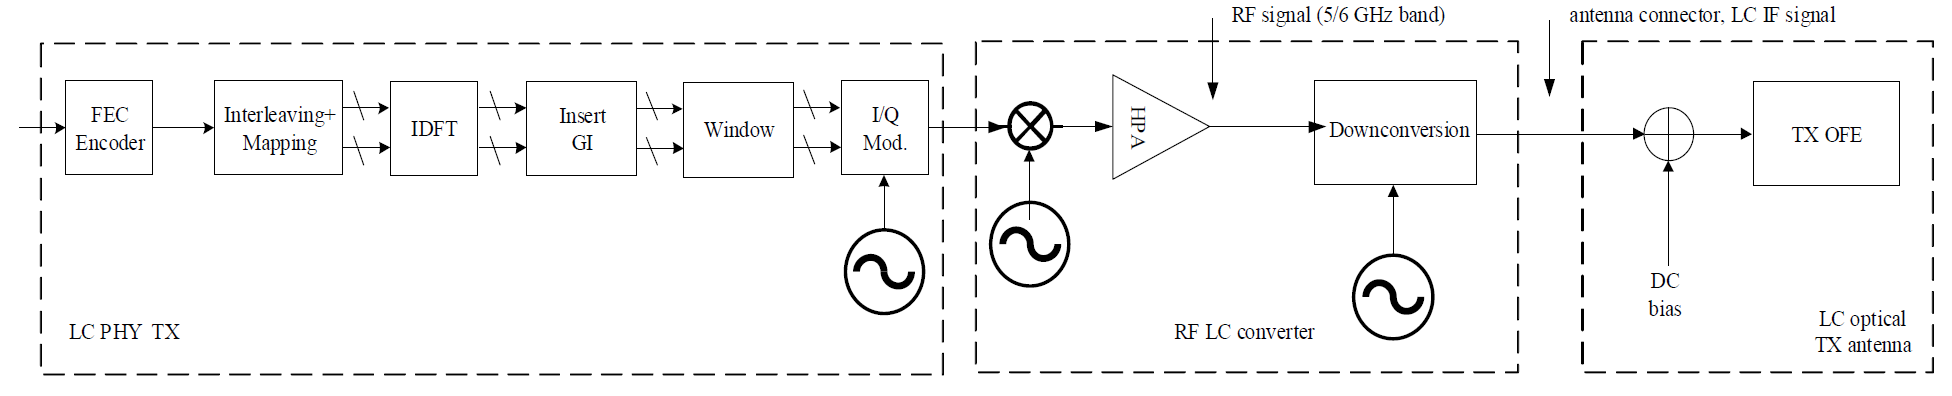 RF signal (5/6 GHz band)
antenna connector, LC IF signal
FEC
Encoder
Interleaving+
Mapping
IDFT
Insert
GI
Window
I/Q
Mod.
HPA
Downconversion
TX OFE
DC
bias
LC PHY TX
RF LC converter
LC optical
TX antenna